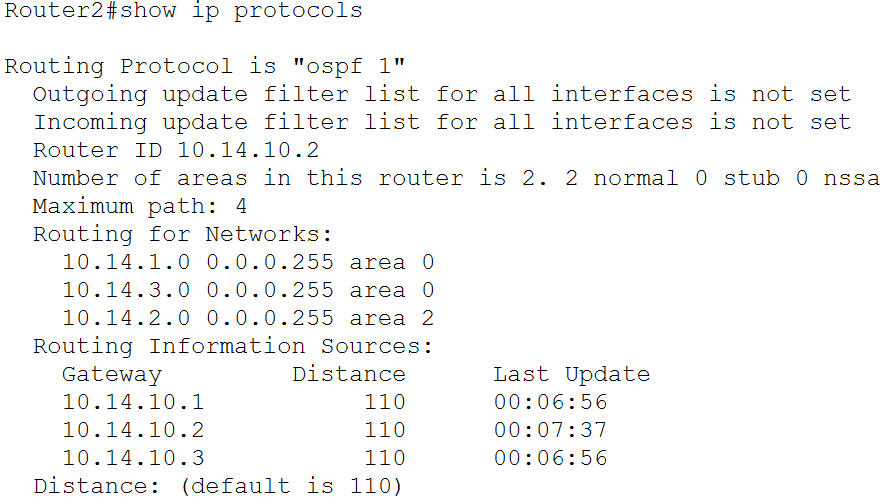 Router2#show ip protocols
Routing Protocol is "ospf 1"
Outgoing update filter list for all interfaces is not set
Incoming update filter list for all interfaces is not set
Router ID 10.14.10.2
Number of areas in this router is 2. 2 normal 0 stub 0 nssa
Maximum path: 4
Routing for Networks:
10.14.1.0 0.0.0.255 area 0
10.14.3.0 0.0.0.255 area 0
10.14.2.0 0.0.0.255 area 2
Routing Information Sources:
Gateway Distance Last Update
10.14.10.1 110 00:06:56
10.14.10.2 110 00:07:37
10.14.10.3 110 00:06:56
Distance: (default is 110)